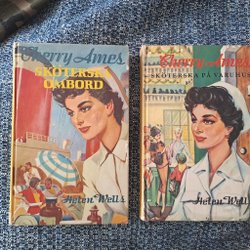 Cherry Ames
SKÖTERSKA
OMBORD
Helen Wells
Cherry Ames
SKÖTERSKA PÅ VARUHUS
Helen Wells